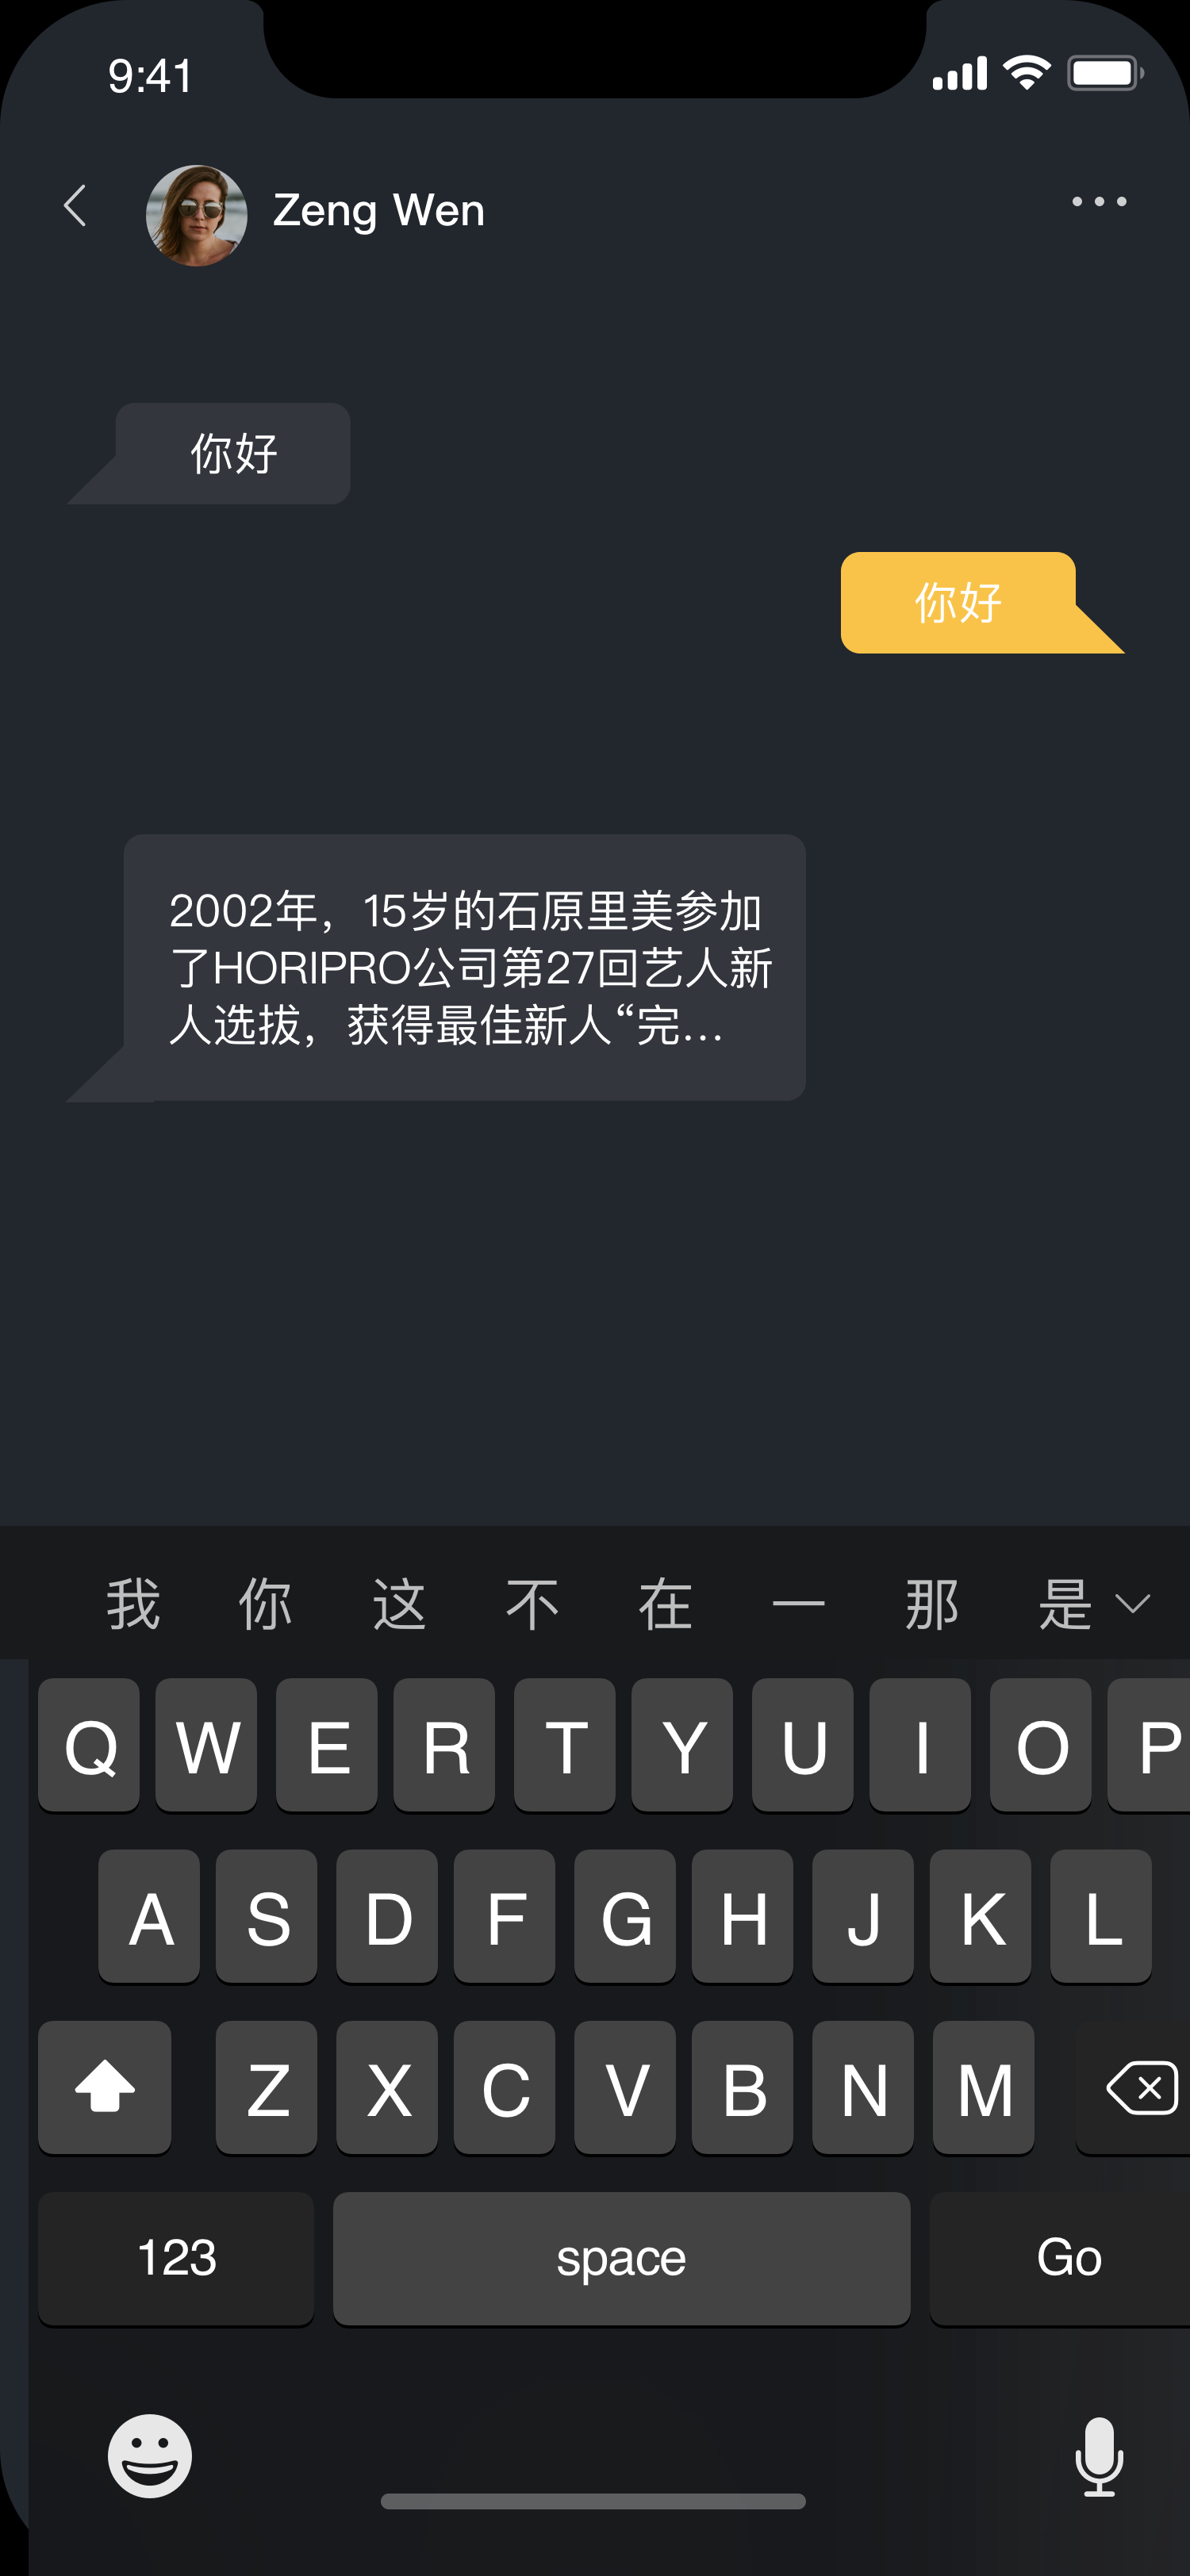 9:41
Zeng Wen
你好
你好
2002年，15岁的石原里美参加
了HORIPRO公司第27回艺人新
人选拔，获得最佳新人“完...
我 你 这 不 在 一 那 是
Q W E R T Y U I O P
A S D F G H J K L
Z X C V B N M
123 space Go